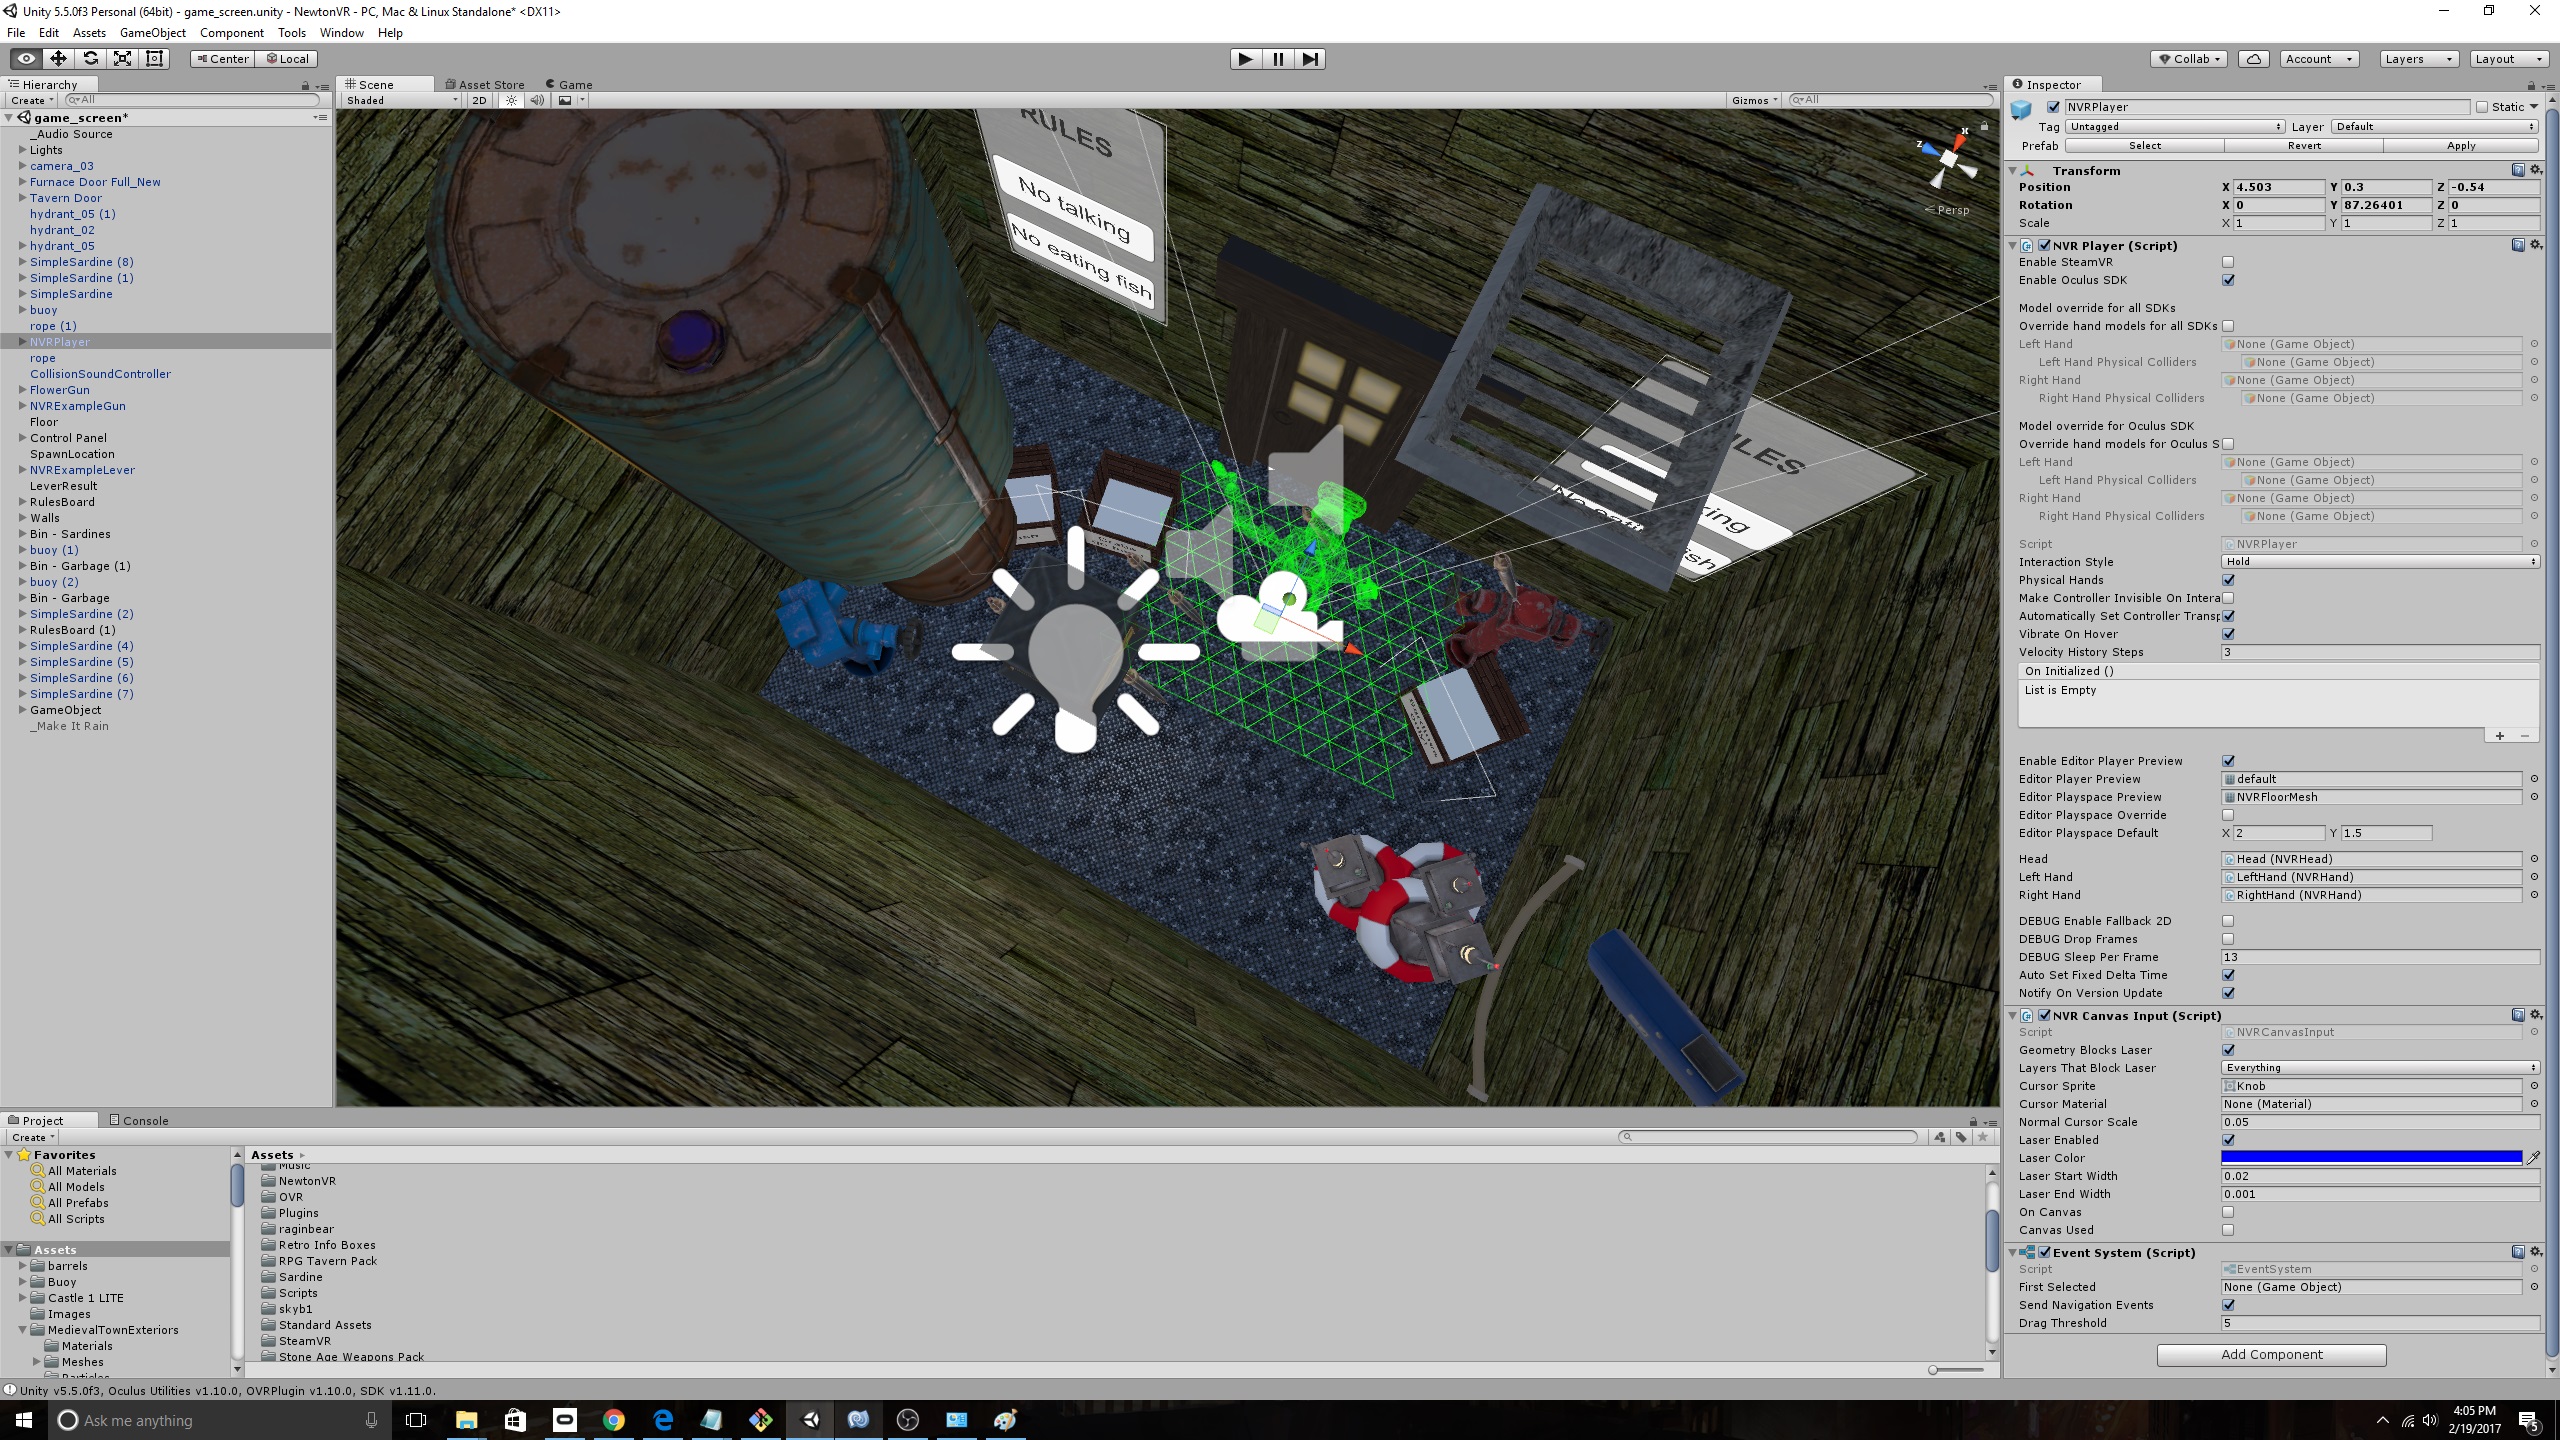 Unity 5.5.0f3 Personal (64bit) - game_screen.unity - NewtonVR - PC, Mac & Linux Standalone* <DX11>
File Edit Assets GameObject Component Tools Window Help
Center Local Collab Account Layers Layout
Hierarchy
Create All
game_screen*
_Audio Source
Lights
camera_03
Furnace Door Full_New
Tavern Door
hydrant_05 (1)
hydrant_02
hydrant_05
SimpleSardine (8)
SimpleSardine (1)
SimpleSardine
buoy
rope (1)
NVRPlayer
rope
CollisionSoundController
FlowerGun
NVRExampleGun
Floor
Control Panel
SpawnLocation
NVRExampleLever
LeverResult
RulesBoard
Walls
Bin - Sardines
buoy (1)
Bin - Garbage (1)
buoy (2)
Bin - Garbage
SimpleSardine (2)
RulesBoard (1)
SimpleSardine (4)
SimpleSardine (5)
SimpleSardine (6)
SimpleSardine (7)
GameObject
_Make It Rain
Scene Asset Store Game
Shaded 2D Gizmos All
RULES
No talking
No eating fish
x
z
Persp
ULES
king
fish
Inspector
NVRPlayer Static
Tag Untagged Layer Default
Prefab Select Revert Apply
Transform
Position X 4.503 Y 0.3 Z -0.54
Rotation X 0 Y 87.26401 Z 0
Scale X 1 Y 1 Z 1
NVR Player (Script)
Enable SteamVR
Enable Oculus SDK
Model override for all SDKs
Override hand models for all SDKs
Left Hand None (Game Object)
Left Hand Physical Colliders None (Game Object)
Right Hand None (Game Object)
Right Hand Physical Colliders None (Game Object)
Model override for Oculus SDK
Override hand models for Oculus S
Left Hand None (Game Object)
Left Hand Physical Colliders None (Game Object)
Right Hand None (Game Object)
Right Hand Physical Colliders None (Game Object)
Script NVRPlayer
Interaction Style Hold
Physical Hands
Make Controller Invisible On Intera
Automatically Set Controller Transp
Vibrate On Hover
Velocity History Steps 3
On Initialized ()
List is Empty
+ −
Enable Editor Player Preview
Editor Player Preview default
Editor Playspace Preview NVRFloorMesh
Editor Playspace Override
Editor Playspace Default X 2 Y 1.5
Head Head (NVRHead)
Left Hand LeftHand (NVRHand)
Right Hand RightHand (NVRHand)
DEBUG Enable Fallback 2D
DEBUG Drop Frames
DEBUG Sleep Per Frame 13
Auto Set Fixed Delta Time
Notify On Version Update
NVR Canvas Input (Script)
Script NVRCanvasInput
Geometry Blocks Laser
Layers That Block Laser Everything
Cursor Sprite Knob
Cursor Material None (Material)
Normal Cursor Scale 0.05
Laser Enabled
Laser Color
Laser Start Width 0.02
Laser End Width 0.001
On Canvas
Canvas Used
Event System (Script)
Script EventSystem
First Selected None (Game Object)
Send Navigation Events
Drag Threshold 5
Add Component
Project Console
Create
Favorites
All Materials
All Models
All Prefabs
All Scripts
Assets
barrels
Buoy
Castle 1 LITE
Images
MedievalTownExteriors
Materials
Meshes
Particles
Assets
Music
NewtonVR
OVR
Plugins
raginbear
Retro Info Boxes
RPG Tavern Pack
Sardine
Scripts
skyb1
Standard Assets
SteamVR
Stone Age Weapons Pack
Unity v5.5.0f3, Oculus Utilities v1.10.0, OVRPlugin v1.10.0, SDK v1.11.0.
Ask me anything
4:05 PM
2/19/2017
5